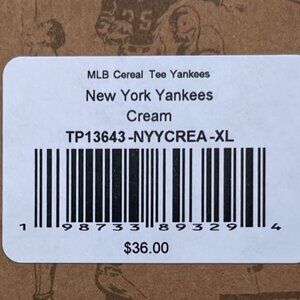 MLB Cereal Tee Yankees
New York Yankees
Cream
TP13643-NYYCREA-XL
1 98733 89329 4
$36.00